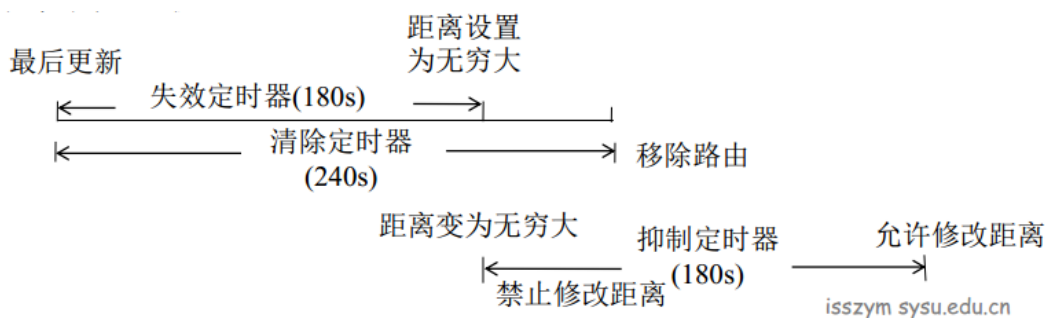 最后更新
距离设置
为无穷大
失效定时器(180s)
清除定时器
(240s)
移除路由
距离变为无穷大
抑制定时器
(180s)
允许修改距离
禁止修改距离
isszym sysu.edu.cn